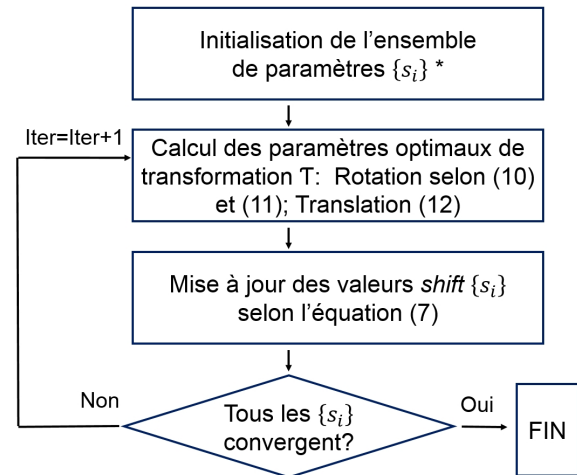 Initialisation de l’ensemble
de paramètres {sᵢ} *
Iter=Iter+1
Calcul des paramètres optimaux de
transformation Ƭ: Rotation selon (10)
et (11); Translation (12)
Mise à jour des valeurs shift {sᵢ}
selon l’équation (7)
Non
Tous les {sᵢ}
convergent?
Oui
FIN